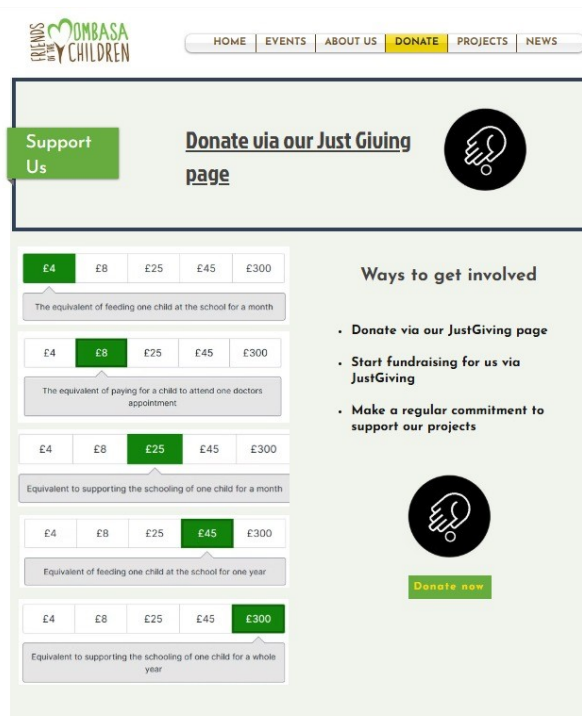 FRIENDS
OF THE
MOMBASA
CHILDREN
HOME EVENTS ABOUT US DONATE PROJECTS NEWS
Support
Us
Donate via our Just Giving
page
£4 £8 £25 £45 £300
The equivalent of feeding one child at the school for a month
£4 £8 £25 £45 £300
The equivalent of paying for a child to attend one doctors
appointment
£4 £8 £25 £45 £300
Equivalent to supporting the schooling of one child for a month
£4 £8 £25 £45 £300
Equivalent of feeding one child at the school for one year
£4 £8 £25 £45 £300
Equivalent to supporting the schooling of one child for a whole
year
Ways to get involved
• Donate via our JustGiving page
• Start fundraising for us via
JustGiving
• Make a regular commitment to
support our projects
Donate now